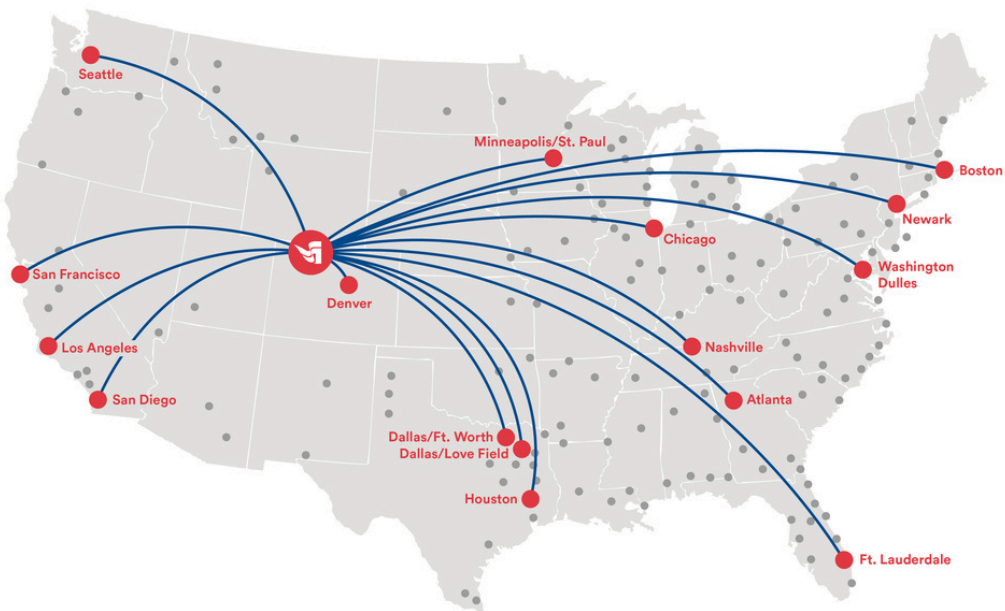 Seattle
Minneapolis/St. Paul
Boston
Newark
Chicago
San Francisco
Washington
Dulles
Denver
Los Angeles
Nashville
San Diego
Atlanta
Dallas/Ft. Worth
Dallas/Love Field
Houston
Ft. Lauderdale